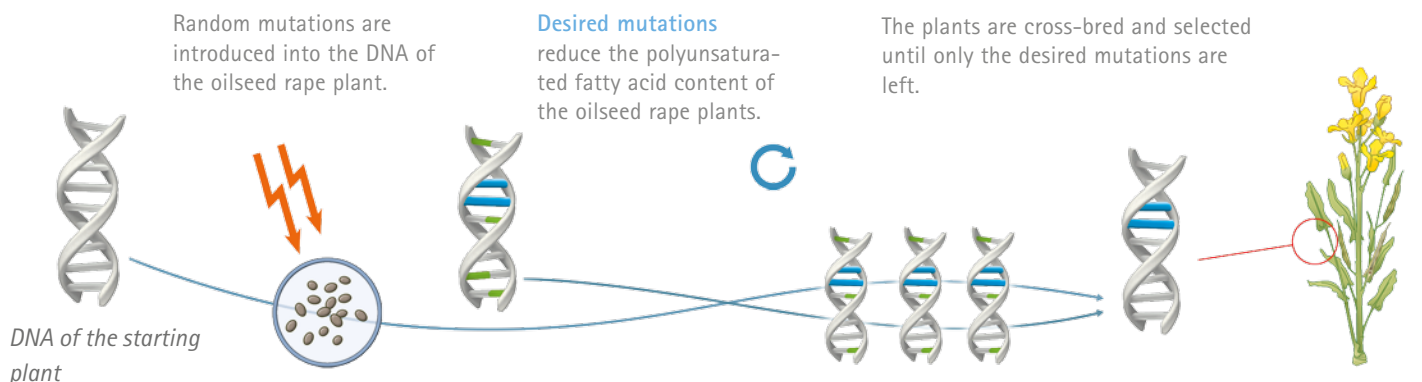 Random mutations are
introduced into the DNA of
the oilseed rape plant.
Desired mutations
reduce the polyunsatura-
ted fatty acid content of
the oilseed rape plants.
The plants are cross-bred and selected
until only the desired mutations are
left.
DNA of the starting
plant